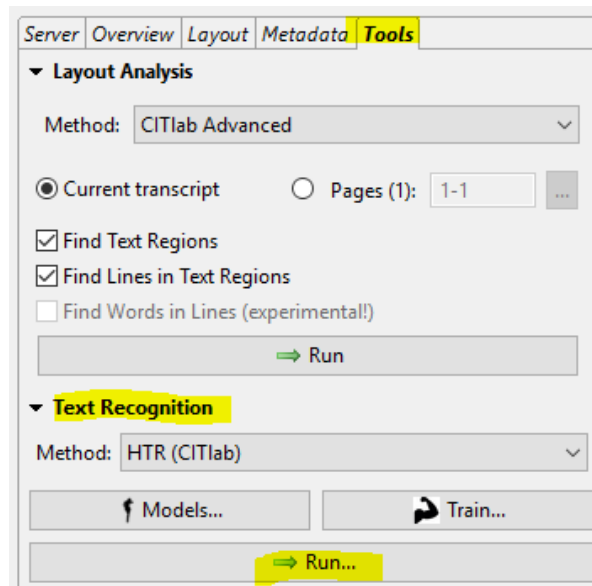 Server Overview Layout Metadata Tools
Layout Analysis
Method: CITlab Advanced
Current transcript Pages (1): 1-1 ...
Find Text Regions
Find Lines in Text Regions
Find Words in Lines (experimental!)
Run
Text Recognition
Method: HTR (CITlab)
Models... Train...
Run...